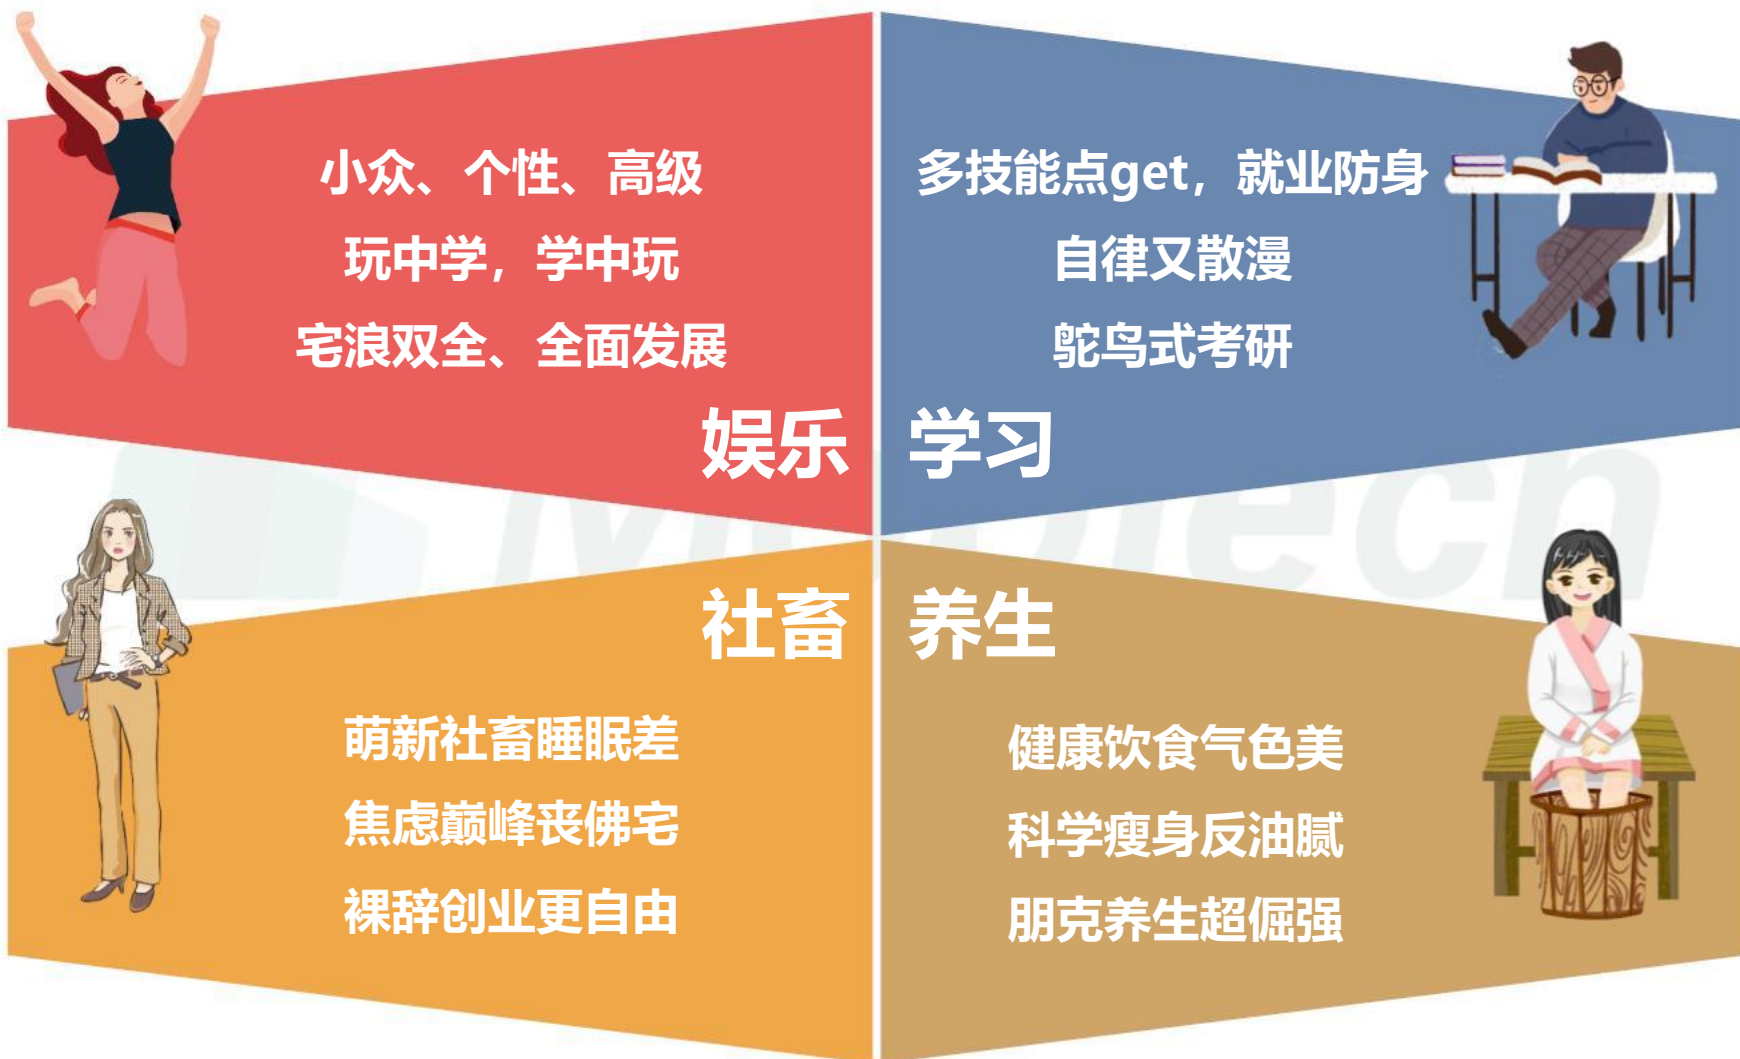 小众、个性、高级
玩中学，学中玩
宅浪双全、全面发展
娱乐
多技能点get，就业防身
自律又散漫
鸵鸟式考研
学习
社畜
萌新社畜睡眠差
焦虑巅峰丧佛宅
裸辞创业更自由
养生
健康饮食气色美
科学瘦身反油腻
朋克养生超倔强